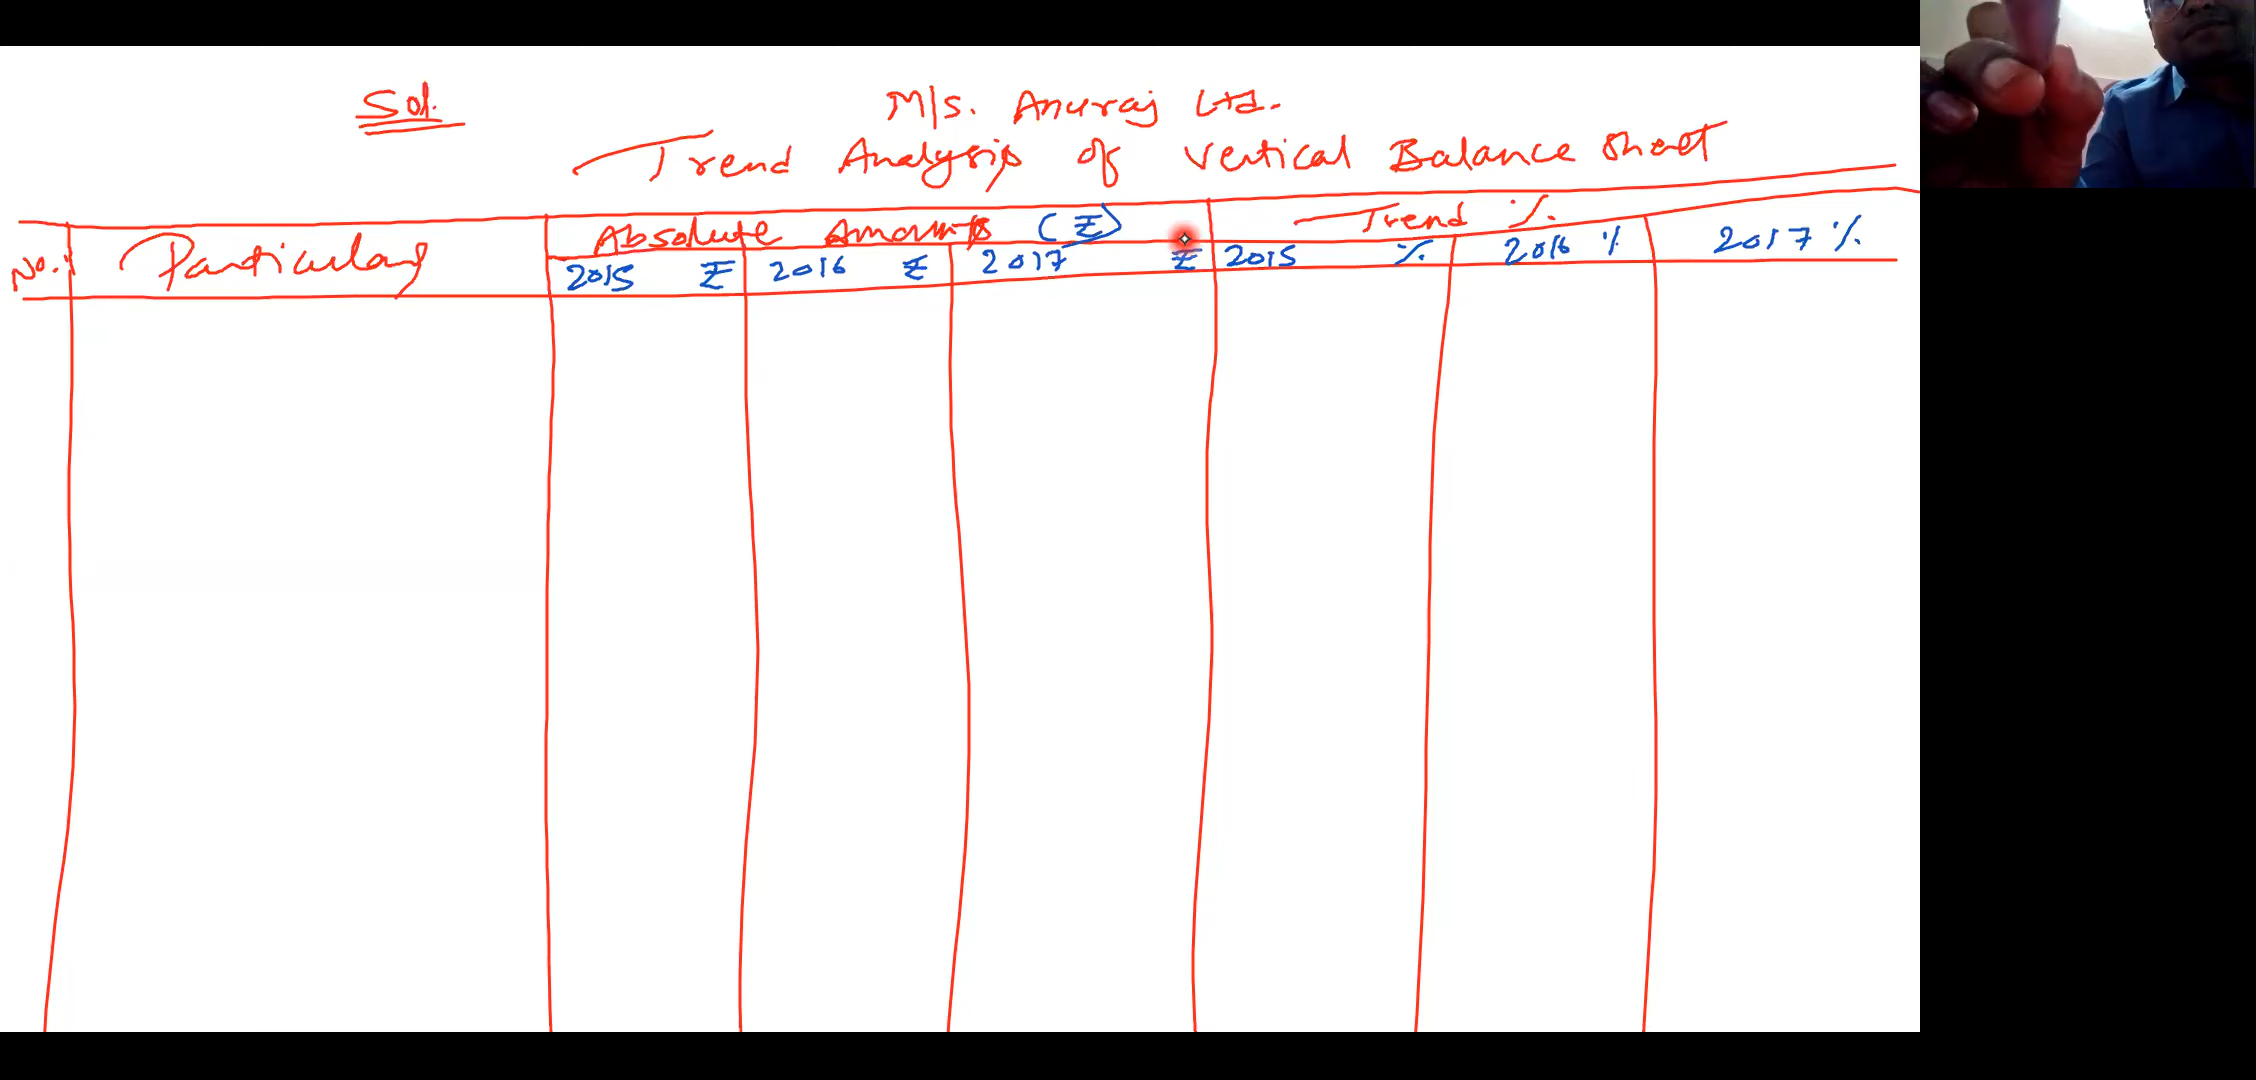 Sol. M/s. Anuraj Ltd.
Trend Analysis of Vertical Balance Sheet
No. Particulars Absolute Amounts (₹) Trend %
2015 ₹ 2016 ₹ 2017 ₹ 2015 % 2016 % 2017 %